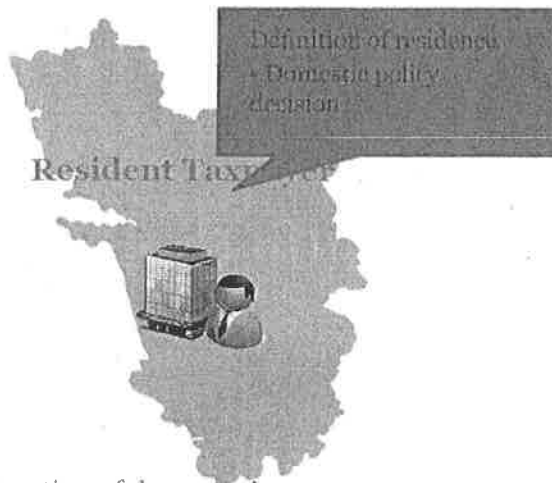 Definition of residence
- Domestic policy
decision
Resident Taxpayer